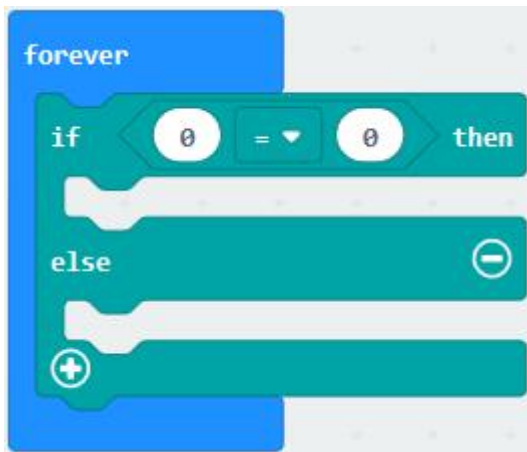 forever
if 0 = 0 then
else